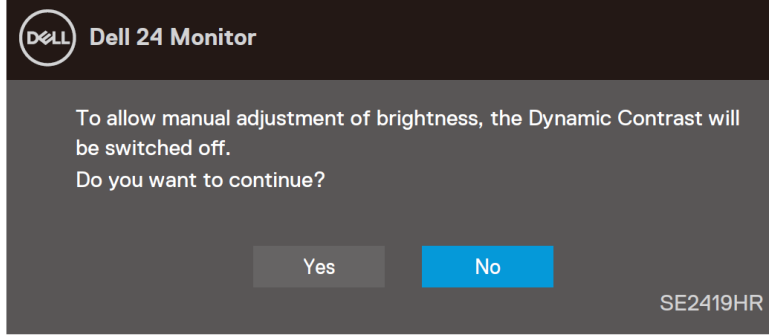 DELL
Dell 24 Monitor
To allow manual adjustment of brightness, the Dynamic Contrast will
be switched off.
Do you want to continue?
Yes
No
SE2419HR